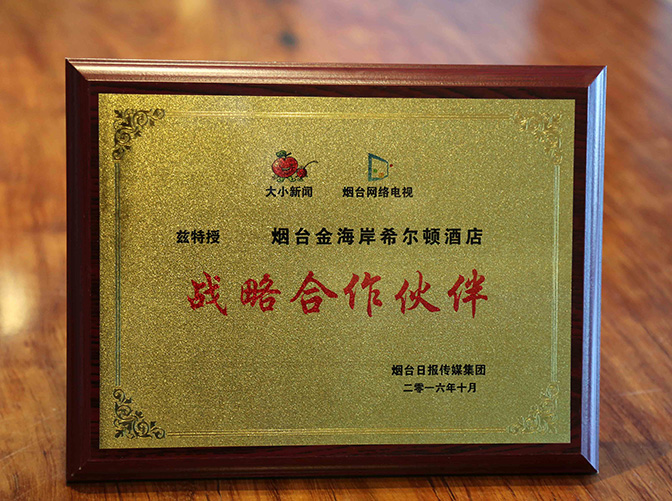 大小新闻 烟台网络电视
兹特授 烟台金海岸希尔顿酒店
战略合作伙伴
烟台日报传媒集团
二零一六年十月